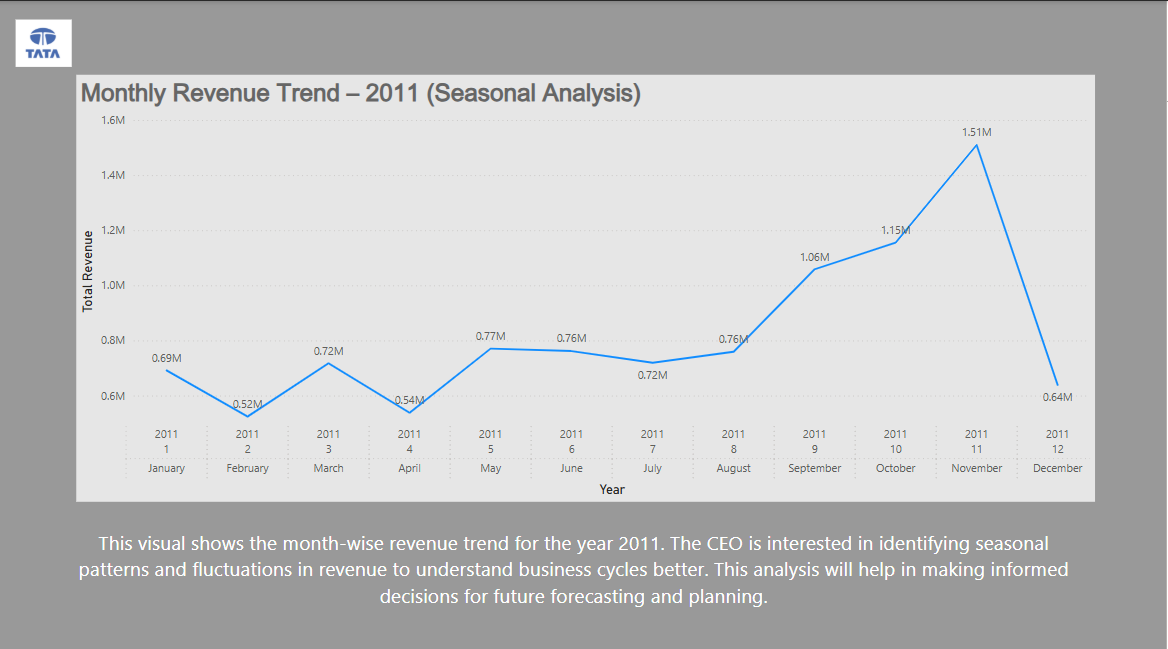 TATA
Monthly Revenue Trend – 2011 (Seasonal Analysis)
1.6M
1.4M
1.2M
1.0M
0.8M
0.6M
Total Revenue
0.69M
0.52M
0.72M
0.54M
0.77M
0.76M
0.72M
0.76M
1.06M
1.15M
1.51M
0.64M
2011 2011 2011 2011 2011 2011 2011 2011 2011 2011 2011 2011
1 2 3 4 5 6 7 8 9 10 11 12
January February March April May June July August September October November December
Year
This visual shows the month-wise revenue trend for the year 2011. The CEO is interested in identifying seasonal
patterns and fluctuations in revenue to understand business cycles better. This analysis will help in making informed
decisions for future forecasting and planning.